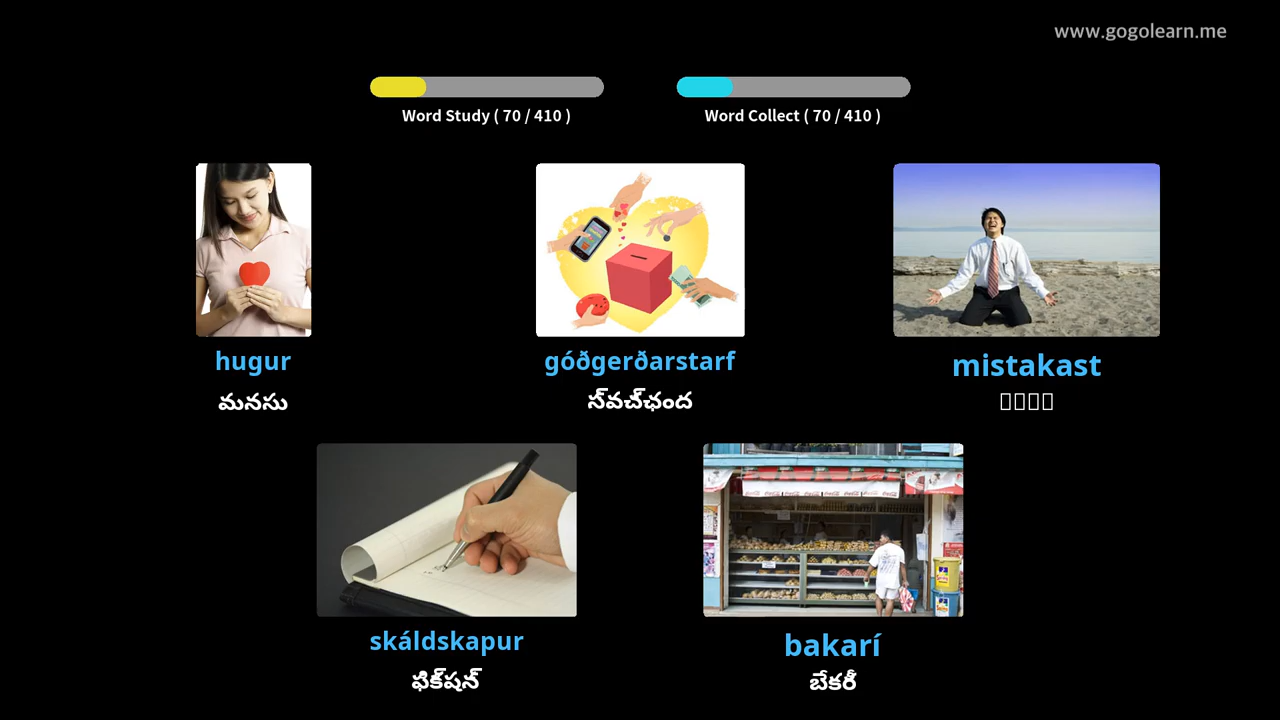 www.gogolearn.me
Word Study ( 70 / 410 )
Word Collect ( 70 / 410 )
hugur
మనసు
góðgerðarstarf
స్‌వచ్‌ఛంద
mistakast
skáldskapur
ఫిక్‌షన్
bakarí
బేకరీ